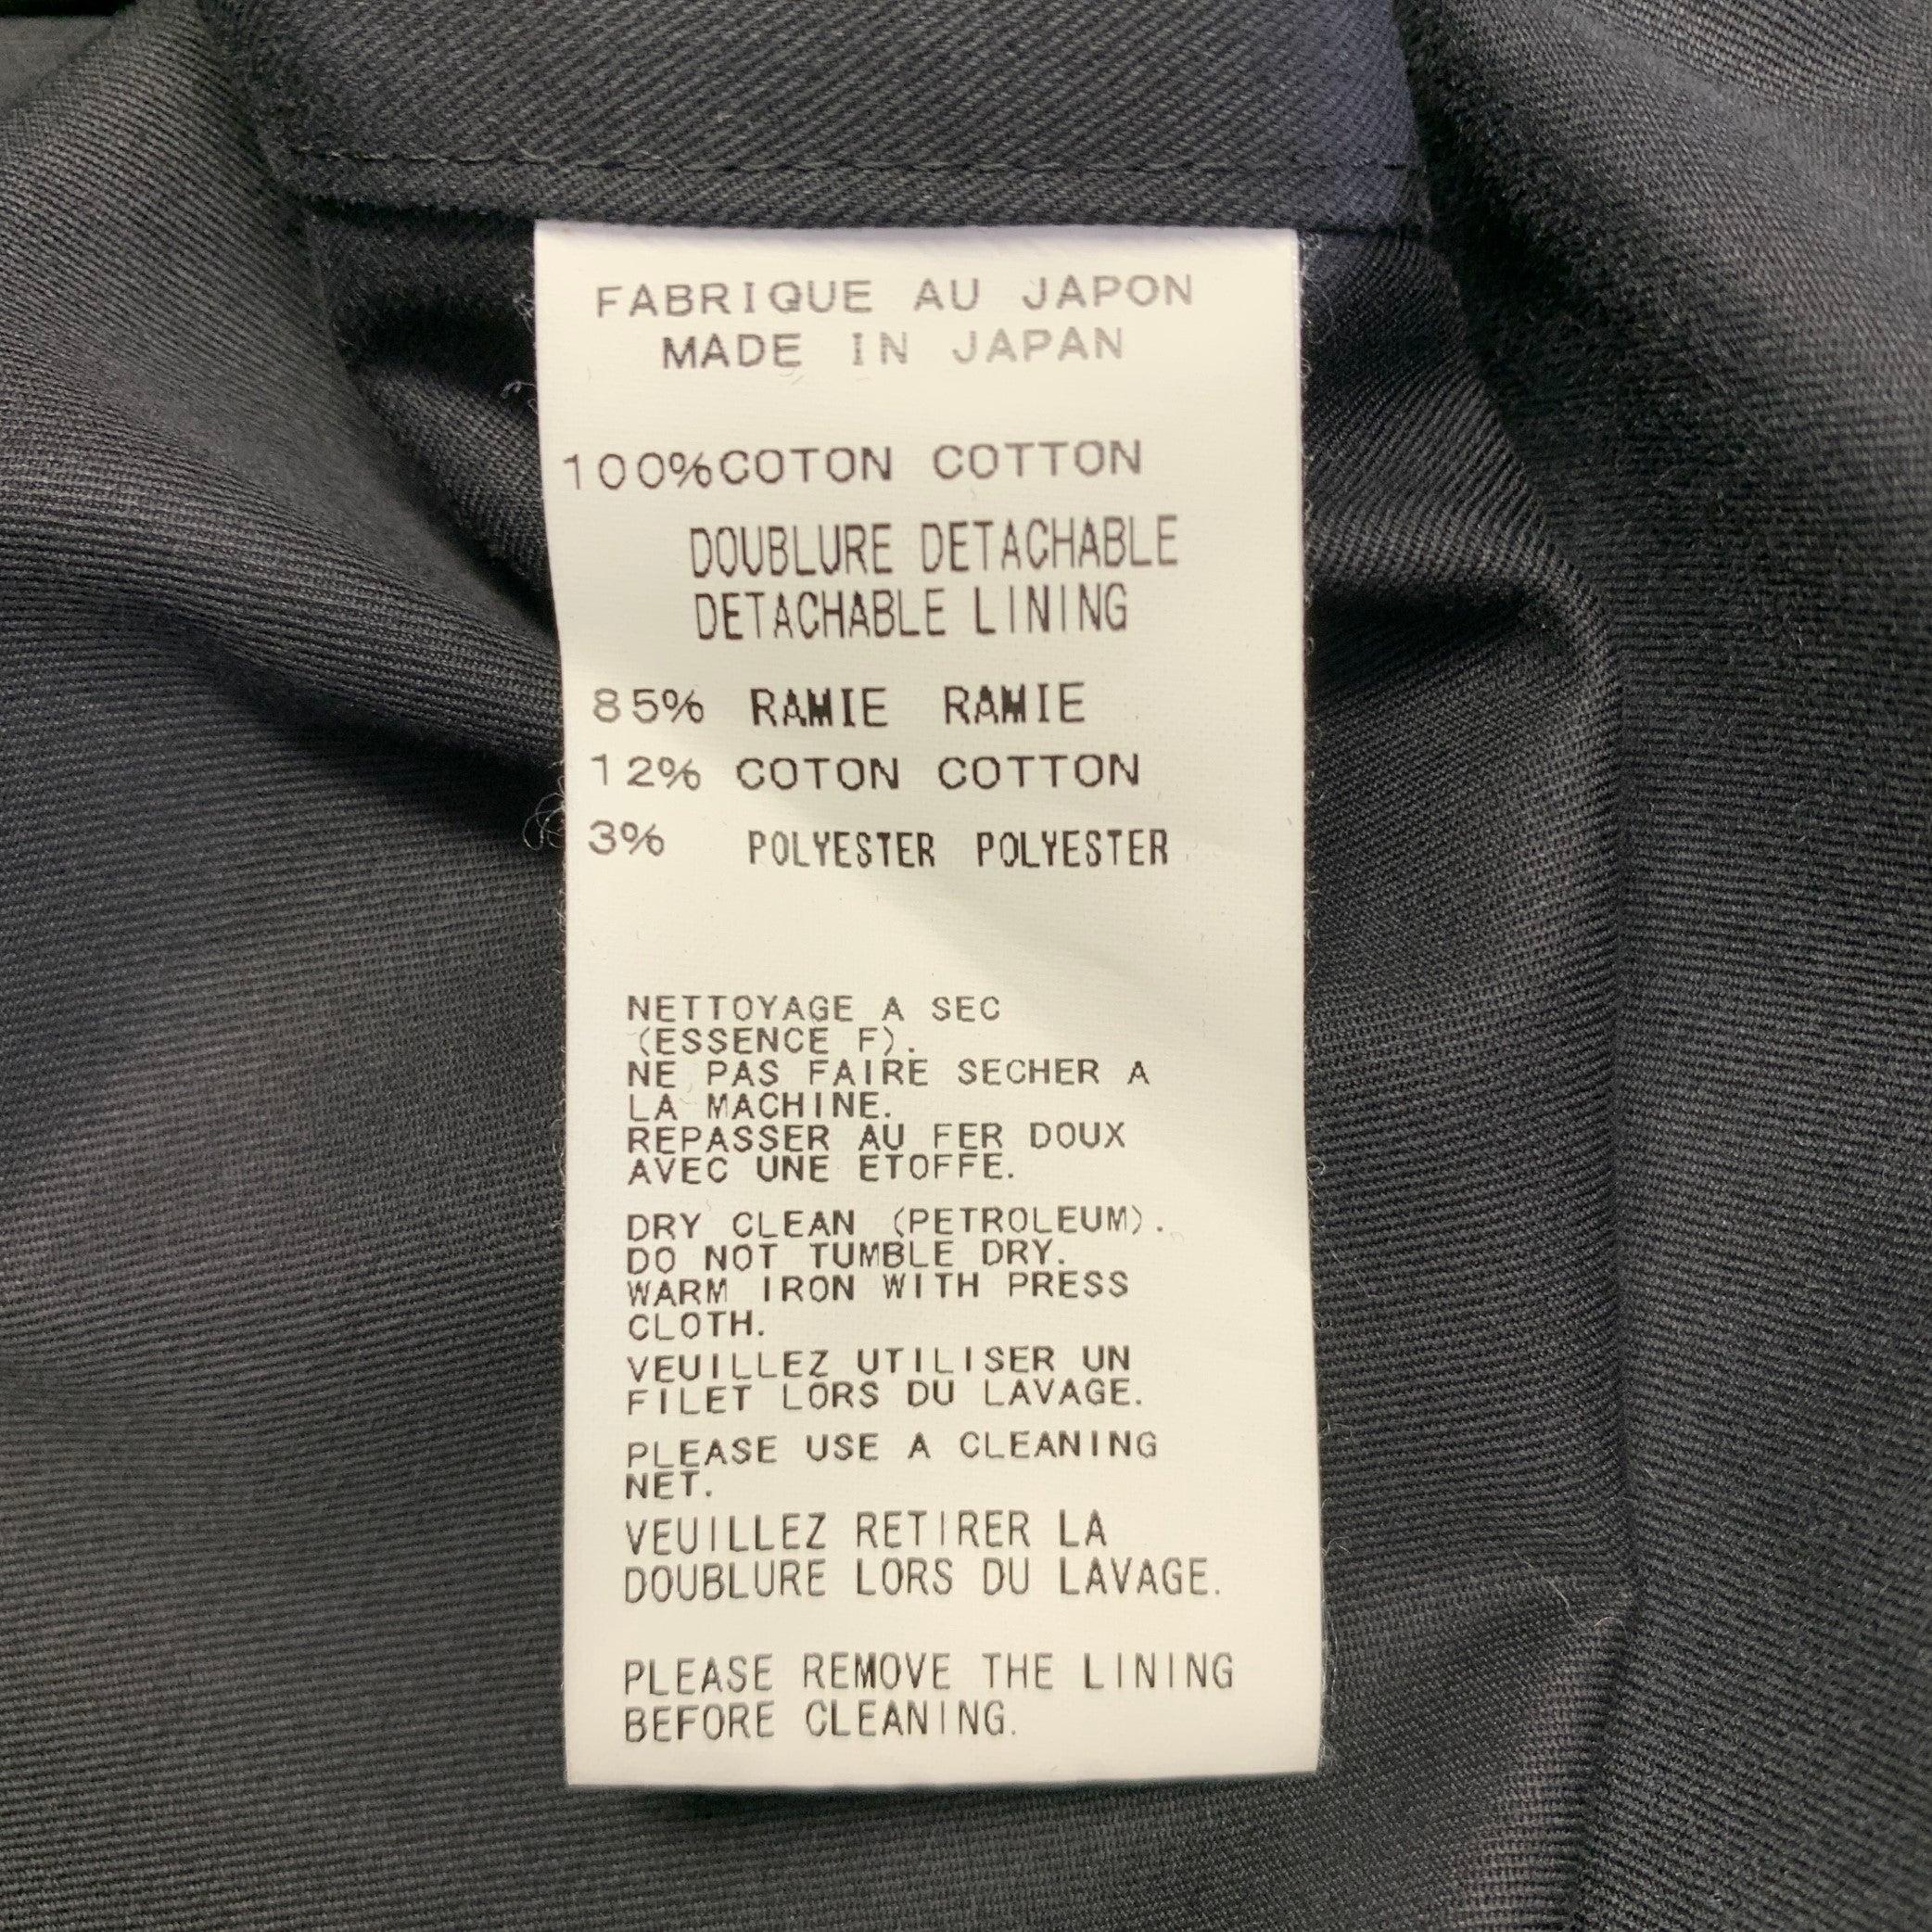 FABRIQUE AU JAPON
MADE IN JAPAN
100%COTON COTTON
DOUBLURE DETACHABLE
DETACHABLE LINING
85% RAMIE RAMIE
12% COTON COTTON
3% POLYESTER POLYESTER
NETTOYAGE A SEC
(ESSENCE F).
NE PAS FAIRE SECHER A
LA MACHINE.
REPASSER AU FER DOUX
AVEC UNE ETOFFE.
DRY CLEAN (PETROLEUM).
DO NOT TUMBLE DRY.
WARM IRON WITH PRESS
CLOTH.
VEUILLEZ UTILISER UN
FILET LORS DU LAVAGE.
PLEASE USE A CLEANING
NET.
VEUILLEZ RETIRER LA
DOUBLURE LORS DU LAVAGE.
PLEASE REMOVE THE LINING
BEFORE CLEANING.